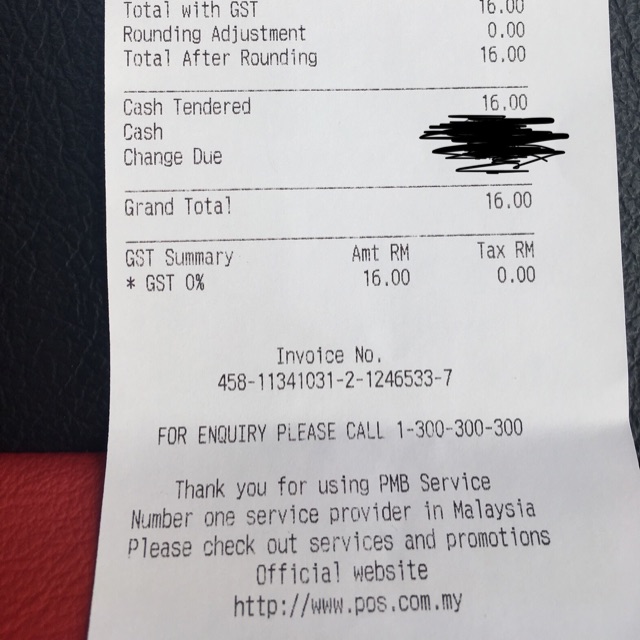 Total with GST 16.00
Rounding Adjustment 0.00
Total After Rounding 16.00
Cash Tendered 16.00
Cash
Change Due
Grand Total 16.00
GST Summary Amt RM Tax RM
* GST 0% 16.00 0.00
Invoice No.
458-11341031-2-1246533-7
FOR ENQUIRY PLEASE CALL 1-300-300-300
Thank you for using PMB Service
Number one service provider in Malaysia
Please check out services and promotions
Official website
http://www.pos.com.my